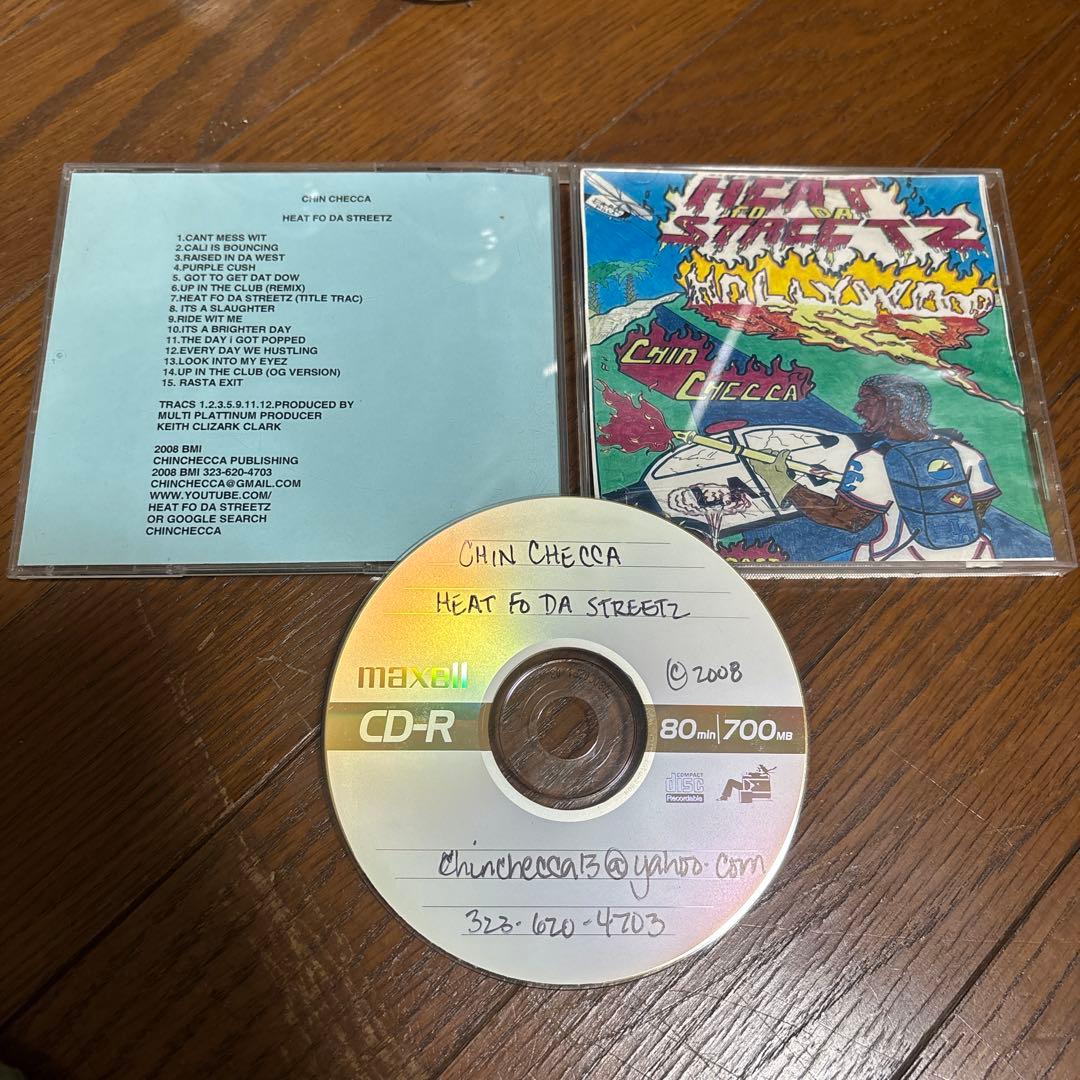 CHIN CHECCA
HEAT FO DA STREETZ
1.CANT MESS WIT
2.CALI IS BOUNCING
3.RAISED IN DA WEST
4.PURPLE CUSH
5. GOT TO GET DAT DOW
6.UP IN THE CLUB (REMIX)
7.HEAT FO DA STREETZ (TITLE TRAC)
8. ITS A SLAUGHTER
9.RIDE WIT ME
10.ITS A BRIGHTER DAY
11.THE DAY i GOT POPPED
12.EVERY DAY WE HUSTLING
13.LOOK INTO MY EYEZ
14.UP IN THE CLUB (OG VERSION)
15. RASTA EXIT
TRACS 1.2.3.5.9.11.12.PRODUCED BY
MULTI PLATTINUM PRODUCER
KEITH CLIZARK CLARK
2008 BMI
CHINCHECCA PUBLISHING
2008 BMI 323-620-4703
CHINCHECCA@GMAIL.COM
WWW.YOUTUBE.COM/
HEAT FO DA STREETZ
OR GOOGLE SEARCH
CHINCHECCA
HEAT
FO DA
STREETZ
HOLLYWOOD
CHIN
CHECCA
CHIN CHECCA
HEAT FO DA STREETZ
maxell
© 2008
CD-R
80min|700MB
COMPACT
disc
Recordable
chinchecca13@yahoo.com
323-620-4703